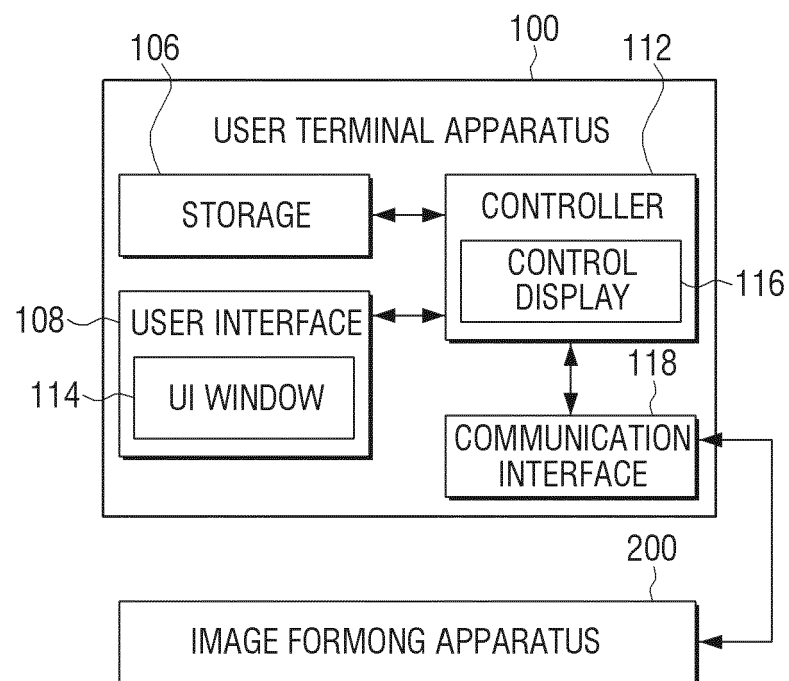 100
106
112
USER TERMINAL APPARATUS
STORAGE
CONTROLLER
CONTROL
DISPLAY
116
108
USER INTERFACE
114
UI WINDOW
118
COMMUNICATION
INTERFACE
200
IMAGE FORMONG APPARATUS